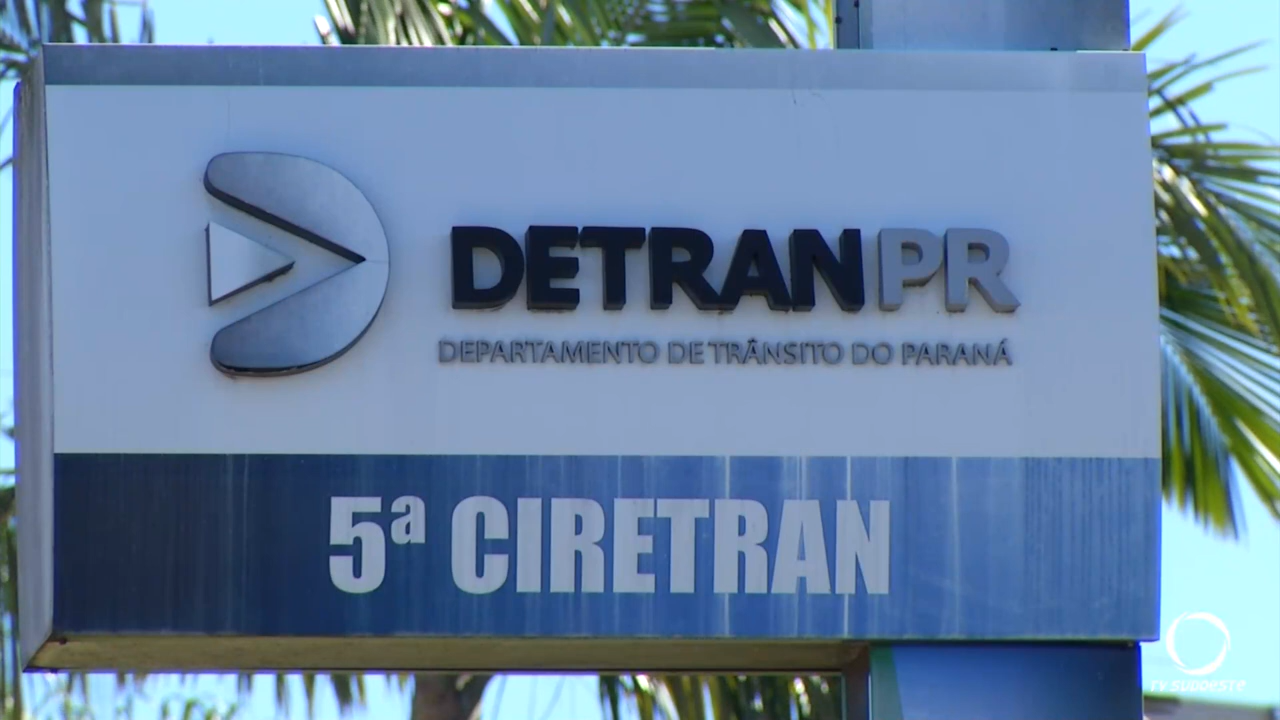 DETRANPR
DEPARTAMENTO DE TRÂNSITO DO PARANÁ
5ª CIRETRAN
TV SUDOESTE